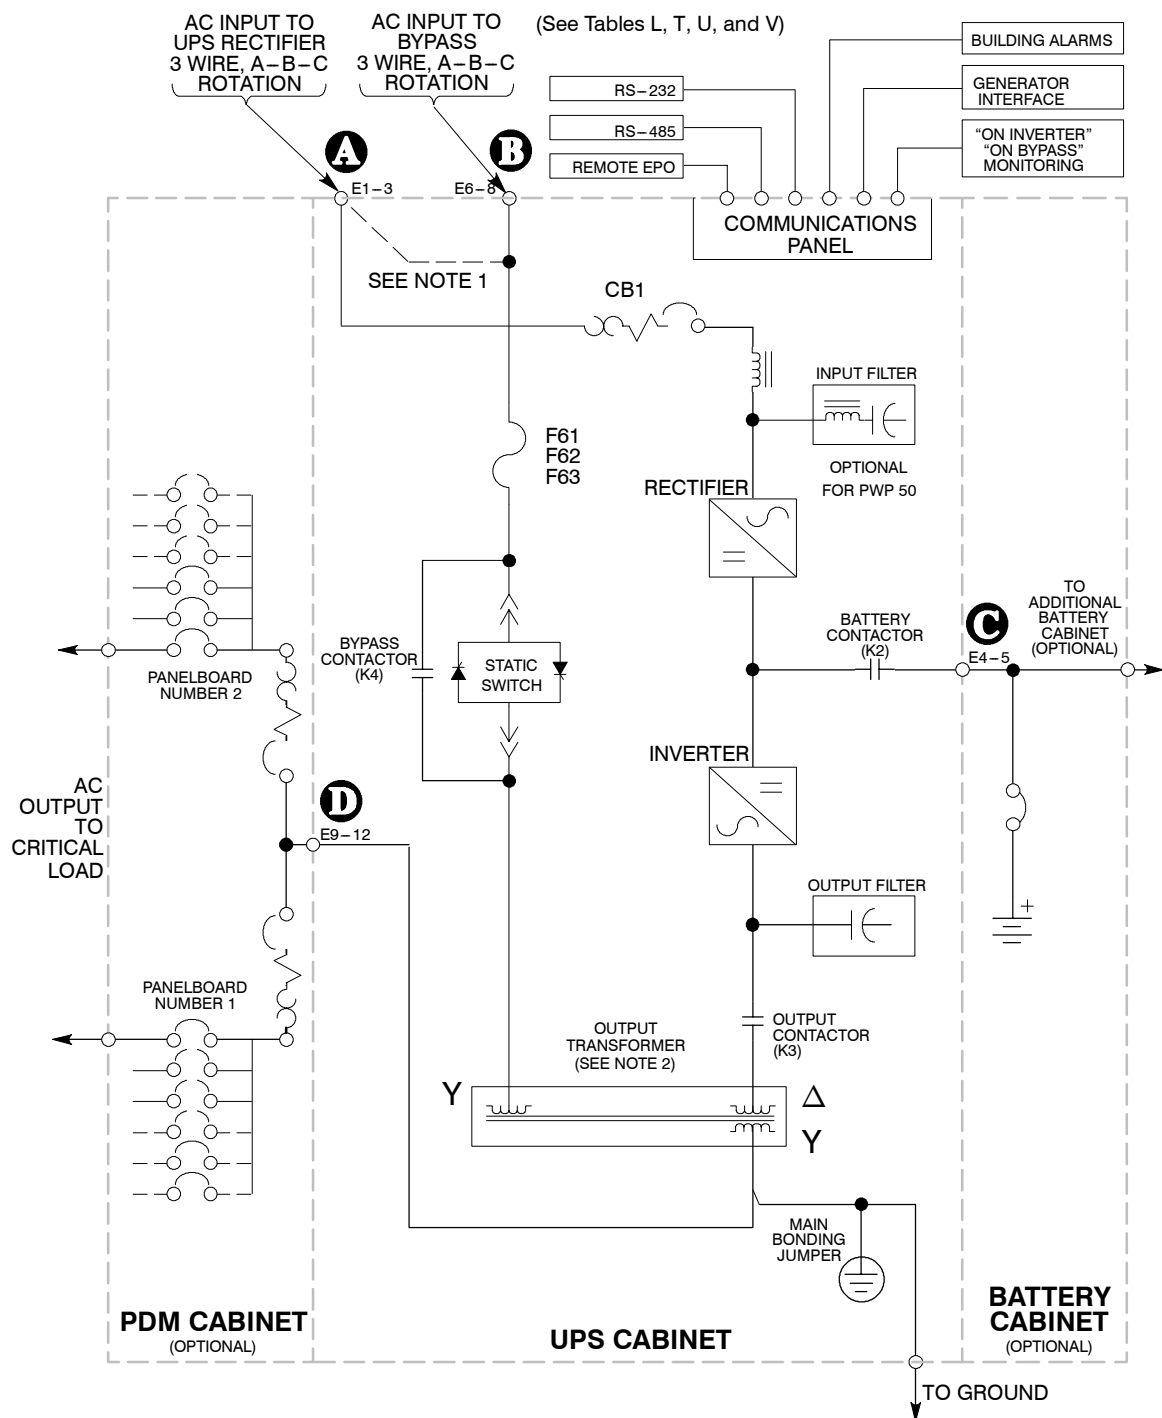 AC INPUT TO
UPS RECTIFIER
3 WIRE, A–B–C
ROTATION
AC INPUT TO
BYPASS
3 WIRE, A–B–C
ROTATION
(See Tables L, T, U, and V)
RS–232
RS–485
REMOTE EPO
BUILDING ALARMS
GENERATOR
INTERFACE
“ON INVERTER”
“ON BYPASS”
MONITORING
A
B
E1–3
E6–8
COMMUNICATIONS
PANEL
SEE NOTE 1
CB1
INPUT FILTER
OPTIONAL
FOR PWP 50
F61
F62
F63
RECTIFIER
BYPASS
CONTACTOR
(K4)
STATIC
SWITCH
BATTERY
CONTACTOR
(K2)
C
E4–5
TO
ADDITIONAL
BATTERY
CABINET
(OPTIONAL)
PANELBOARD
NUMBER 2
INVERTER
AC
OUTPUT
TO
CRITICAL
LOAD
D
E9–12
OUTPUT FILTER
+
PANELBOARD
NUMBER 1
OUTPUT
TRANSFORMER
(SEE NOTE 2)
OUTPUT
CONTACTOR
(K3)
Y
Δ
Y
MAIN
BONDING
JUMPER
PDM CABINET
(OPTIONAL)
UPS CABINET
BATTERY
CABINET
(OPTIONAL)
TO GROUND